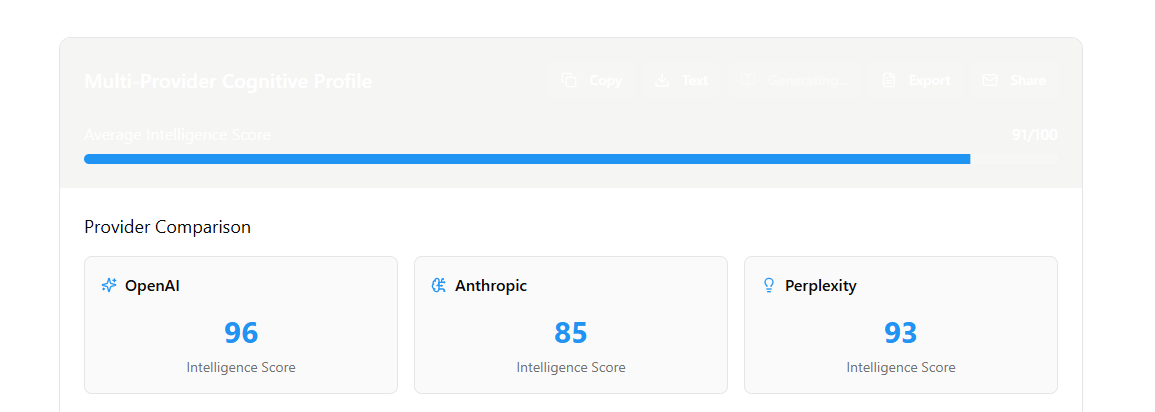 Multi-Provider Cognitive Profile Copy Text Generating... Export Share
Average Intelligence Score 91/100
Provider Comparison
OpenAI Anthropic Perplexity
96 85 93
Intelligence Score Intelligence Score Intelligence Score